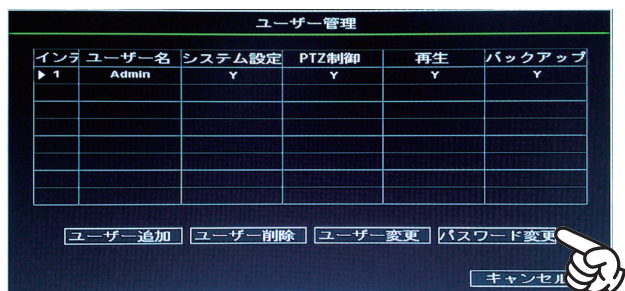 ユーザー管理
インデ ユーザー名 システム設定 PTZ制御 再生 バックアップ
1 Admin Y Y Y Y
ユーザー追加 ユーザー削除 ユーザー変更 パスワード変更
キャンセル